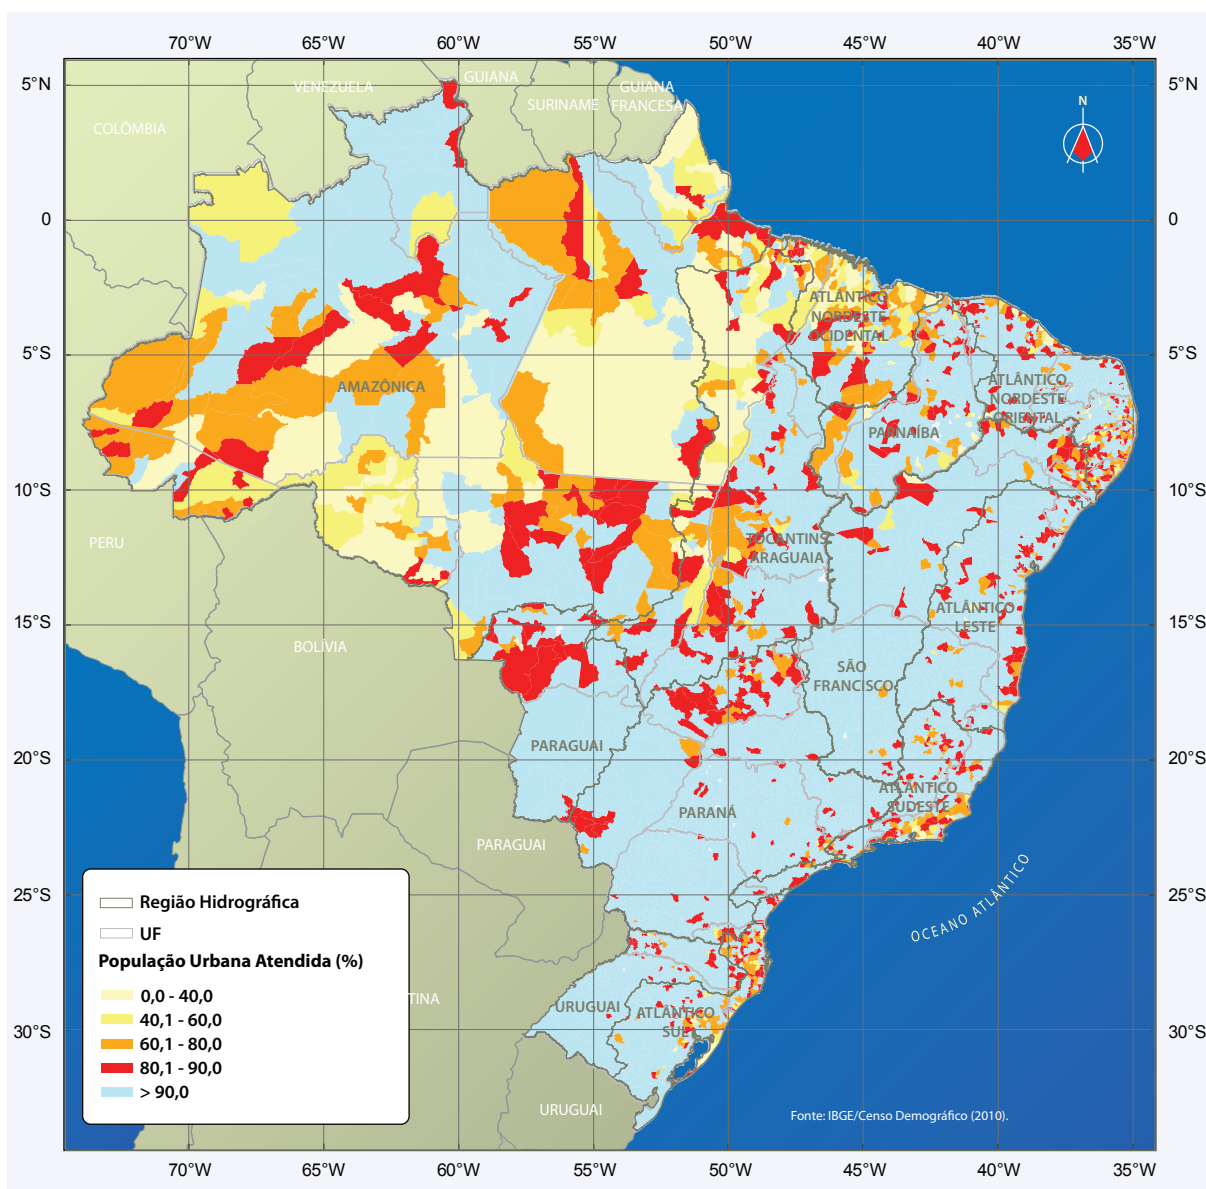 70°W 65°W 60°W 55°W 50°W 45°W 40°W 35°W
5°N
5°N
VENEZUELA
GUIANA
SURINAME
GUIANA
FRANCESA
COLÔMBIA
N
0
0
ATLÂNTICO
NORDESTE
OCIDENTAL
5°S
5°S
AMAZÔNICA
ATLÂNTICO
NORDESTE
ORIENTAL
PARNAÍBA
10°S
10°S
PERU
TOCANTINS
ARAGUAIA
ATLÂNTICO
LESTE
15°S
15°S
BOLÍVIA
SÃO
FRANCISCO
PARAGUAI
20°S
20°S
ATLÂNTICO
SUDESTE
PARANÁ
PARAGUAI
OCEANO ATLÂNTICO
25°S
25°S
Região Hidrográfica
UF
População Urbana Atendida (%)
0,0 - 40,0
40,1 - 60,0
60,1 - 80,0
80,1 - 90,0
> 90,0
TINA
URUGUAI
ATLÂNTICO
SUL
30°S
30°S
URUGUAI
Fonte: IBGE/Censo Demográfico (2010).
70°W 65°W 60°W 55°W 50°W 45°W 40°W 35°W